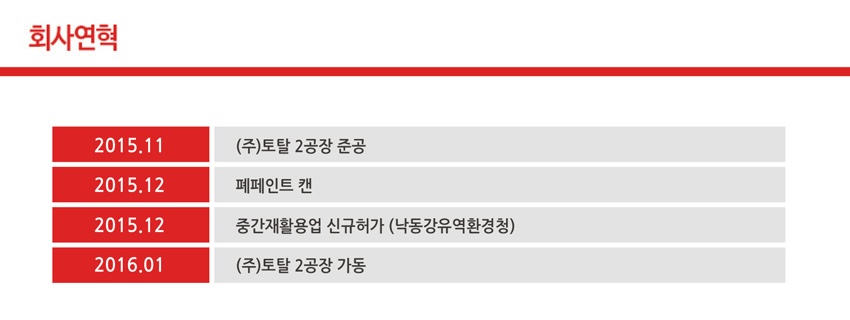 회사연혁
2015.11 (주)토탈 2공장 준공
2015.12 폐페인트 캔
2015.12 중간재활용업 신규허가 (낙동강유역환경청)
2016.01 (주)토탈 2공장 가동